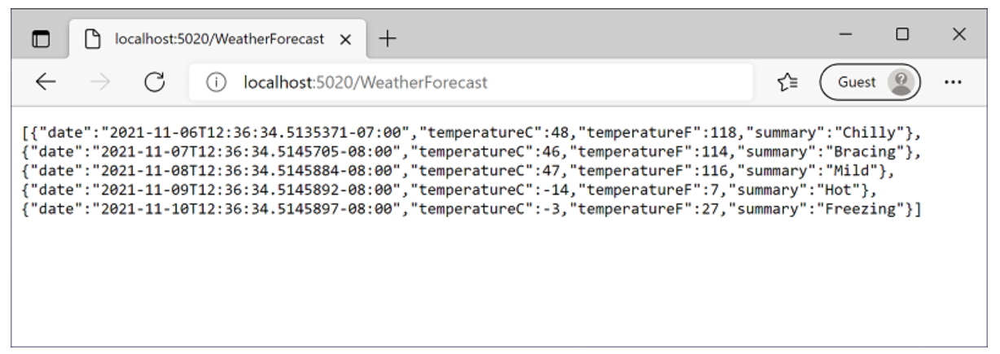 localhost:5020/WeatherForecast
localhost:5020/WeatherForecast
Guest
[{"date":"2021-11-06T12:36:34.5135371-07:00","temperatureC":48,"temperatureF":118,"summary":"Chilly"},
{"date":"2021-11-07T12:36:34.5145705-08:00","temperatureC":46,"temperatureF":114,"summary":"Bracing"},
{"date":"2021-11-08T12:36:34.5145884-08:00","temperatureC":47,"temperatureF":116,"summary":"Mild"},
{"date":"2021-11-09T12:36:34.5145892-08:00","temperatureC":-14,"temperatureF":7,"summary":"Hot"},
{"date":"2021-11-10T12:36:34.5145897-08:00","temperatureC":-3,"temperatureF":27,"summary":"Freezing"}]